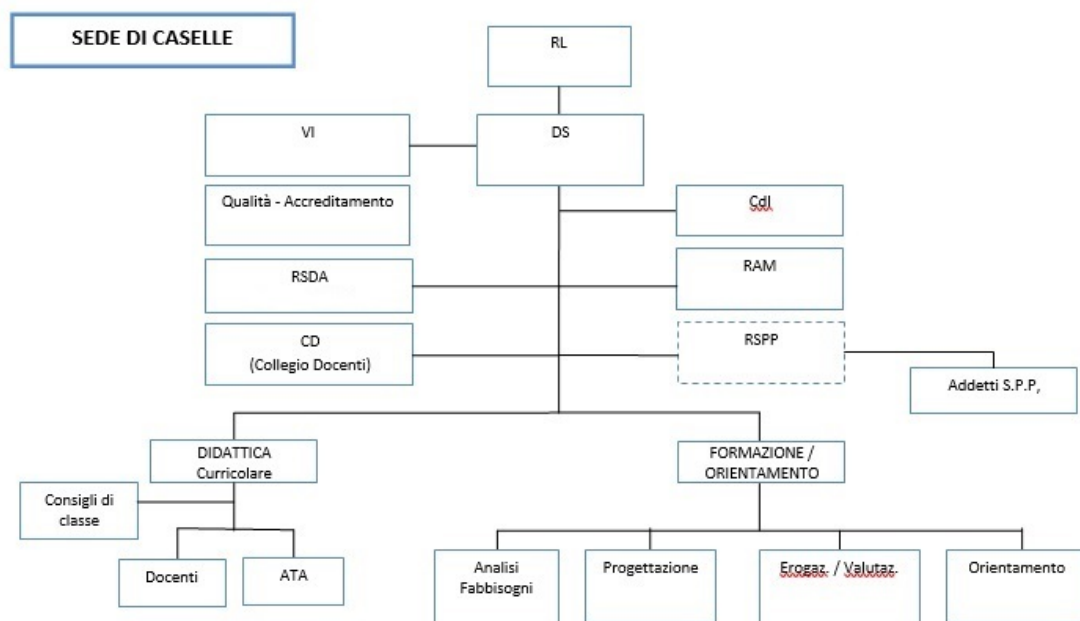 SEDE DI CASELLE
RL
VI
DS
Qualità - Accreditamento
CdI
RSDA
RAM
CD
(Collegio Docenti)
RSPP
Addetti S.P.P,
DIDATTICA
Curricolare
FORMAZIONE /
ORIENTAMENTO
Consigli di
classe
Docenti
ATA
Analisi
Fabbisogni
Progettazione
Erogaz. / Valutaz.
Orientamento